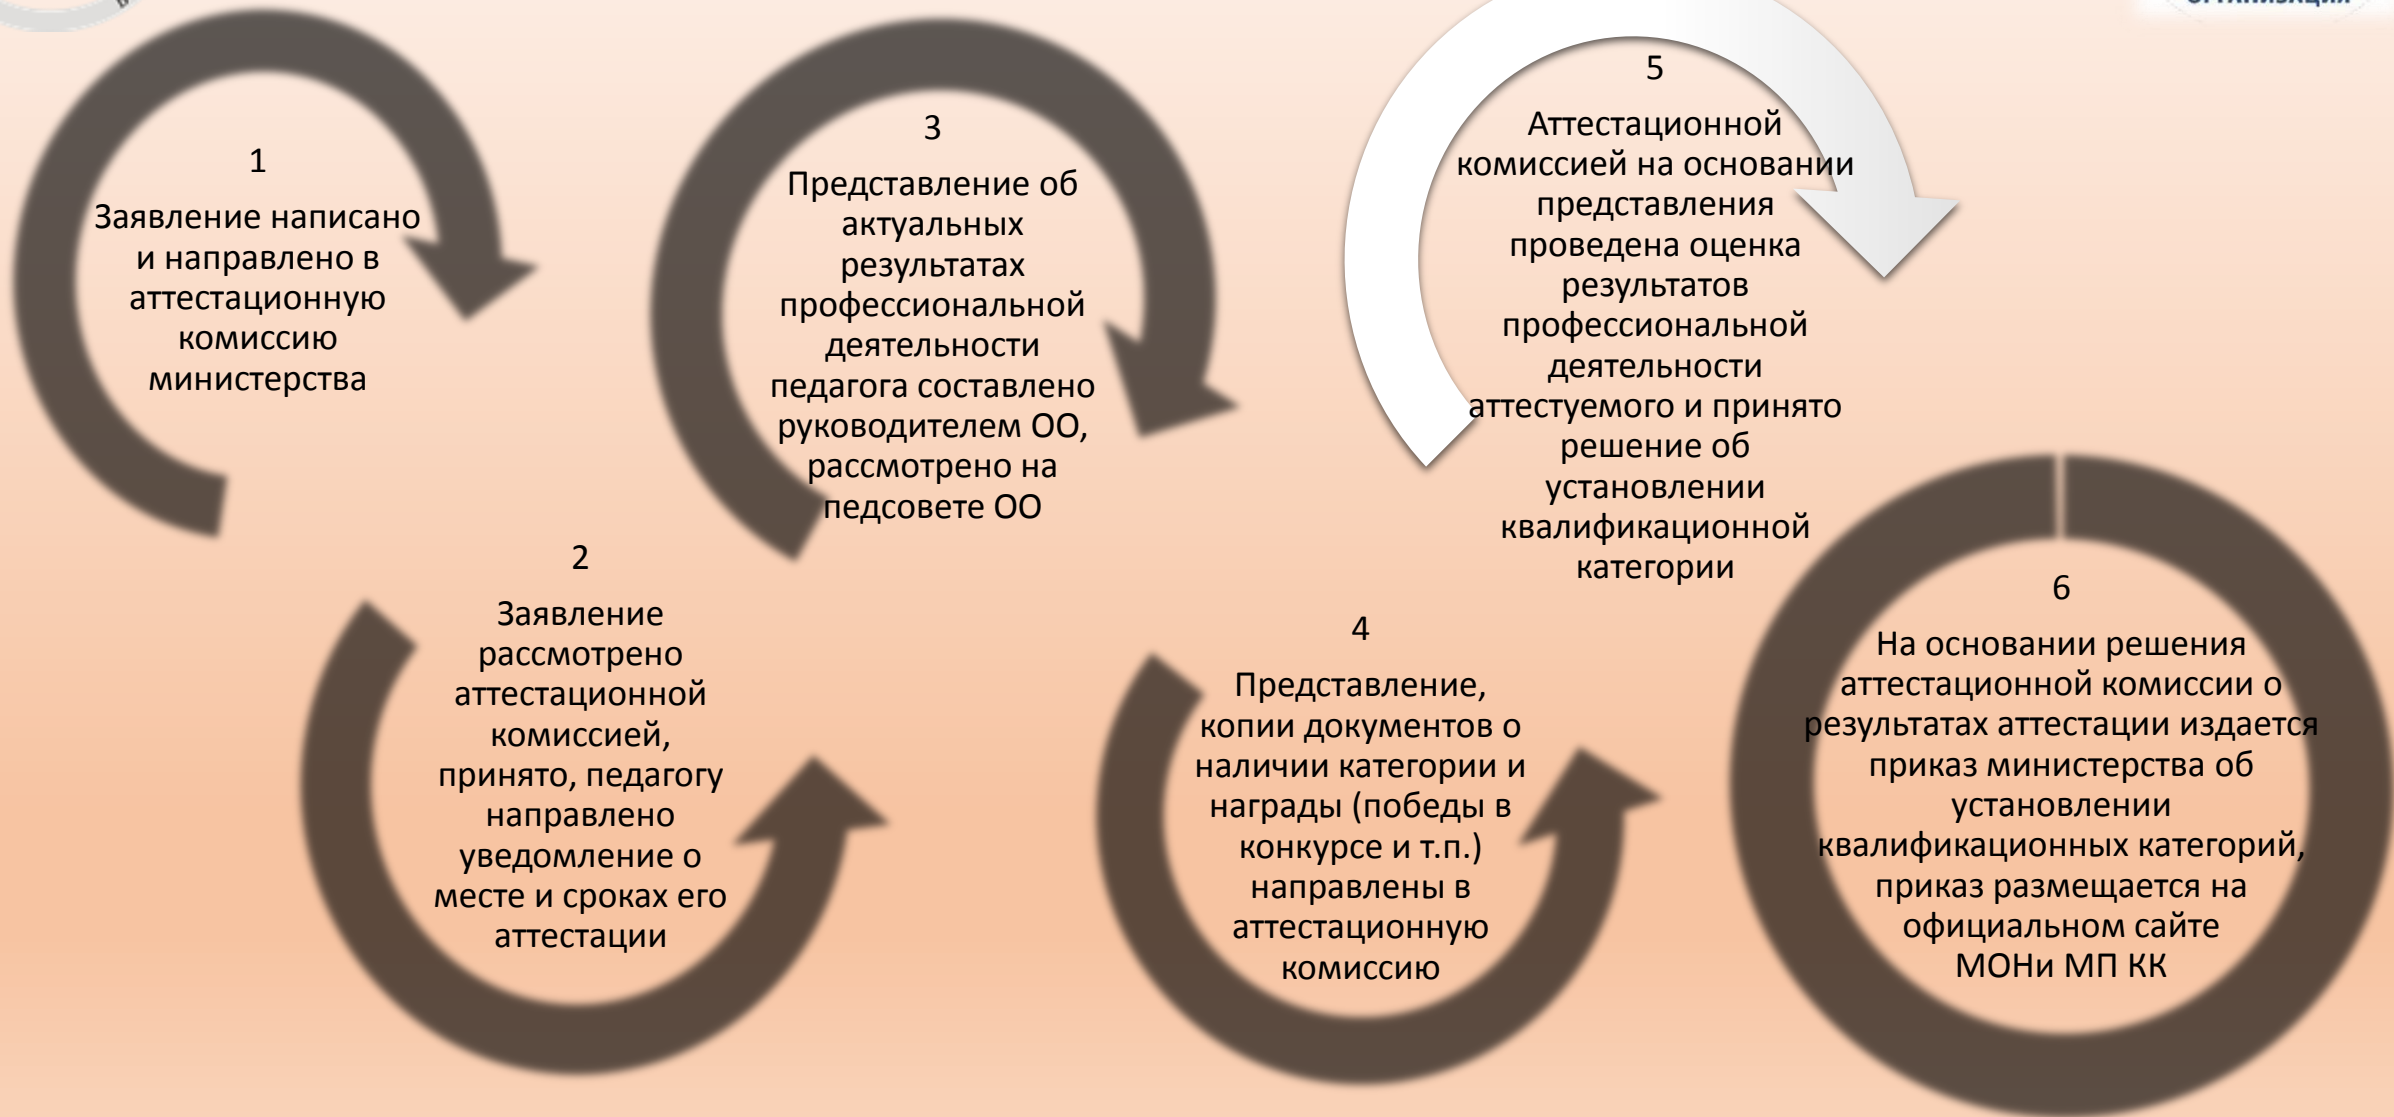 ОРГАНИЗАЦИЯ
1
Заявление написано
и направлено в
аттестационную
комиссию
министерства
2
Заявление
рассмотрено
аттестационной
комиссией,
принято, педагогу
направлено
уведомление о
месте и сроках его
аттестации
3
Представление об
актуальных
результатах
профессиональной
деятельности
педагога составлено
руководителем ОО,
рассмотрено на
педсовете ОО
4
Представление,
копии документов о
наличии категории и
награды (победы в
конкурсе и т.п.)
направлены в
аттестационную
комиссию
5
Аттестационной
комиссией на основании
представления
проведена оценка
результатов
профессиональной
деятельности
аттестуемого и принято
решение об
установлении
квалификационной
категории
6
На основании решения
аттестационной комиссии о
результатах аттестации издается
приказ министерства об
установлении
квалификационных категорий,
приказ размещается на
официальном сайте
МОНи МП КК